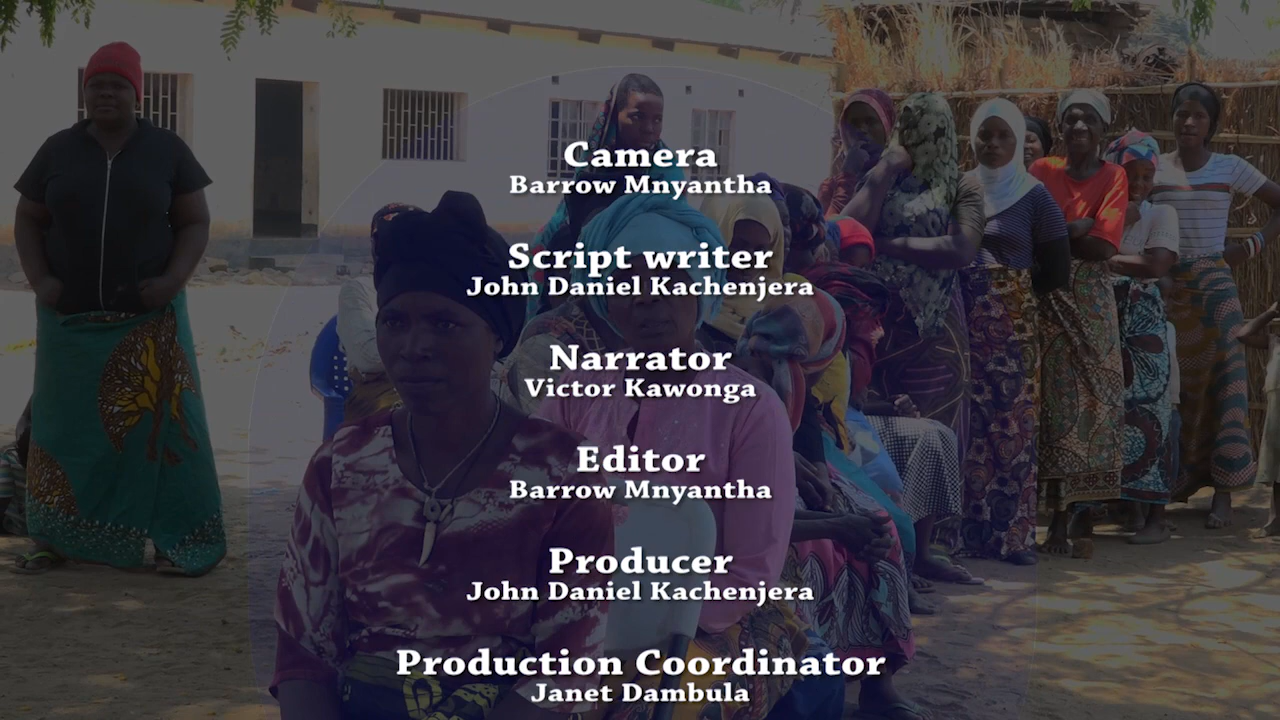 Camera
Barrow Mnyantha
Script writer
John Daniel Kachenjera
Narrator
Victor Kawonga
Editor
Barrow Mnyantha
Producer
John Daniel Kachenjera
Production Coordinator
Janet Dambula